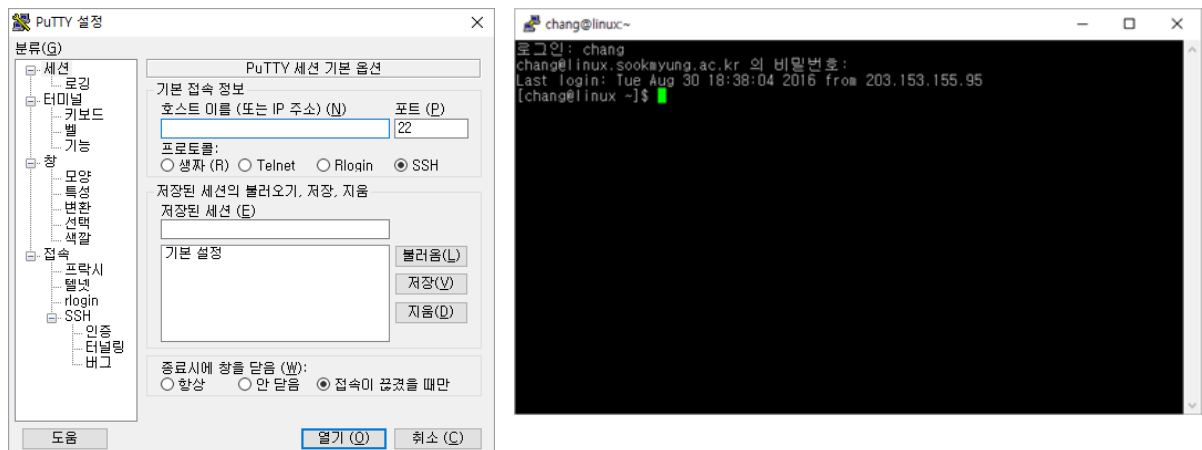 PuTTY 설정
분류(G)
세션
로깅
터미널
키보드
벨
기능
창
모양
특성
변환
선택
색깔
접속
프락시
텔넷
rlogin
SSH
인증
터널링
버그
PuTTY 세션 기본 옵션
기본 접속 정보
호스트 이름 (또는 IP 주소) (N) 포트 (P)
22
프로토콜:
생짜 (R) Telnet Rlogin SSH
저장된 세션의 불러오기, 저장, 지움
저장된 세션 (E)
기본 설정
불러옴(L)
저장(V)
지움(D)
종료시에 창을 닫음 (W):
항상 안 닫음 접속이 끊겼을 때만
도움 열기 (O) 취소 (C)
chang@linux:~
로그인: chang
chang@linux.sookmyung.ac.kr 의 비밀번호:
Last login: Tue Aug 30 18:38:04 2016 from 203.153.155.95
[chang@linux ~]$